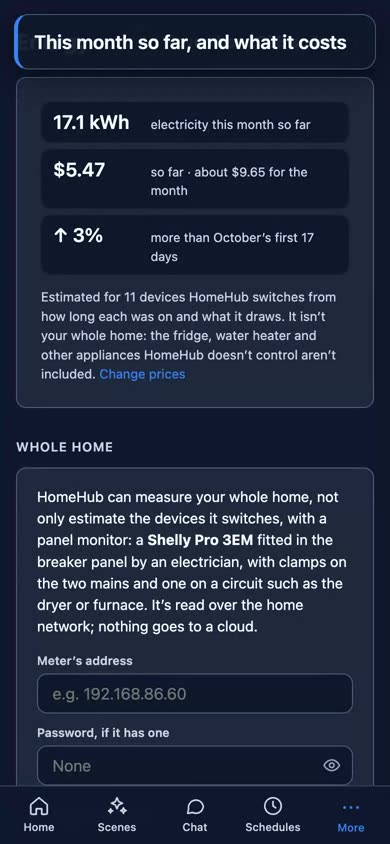 This month so far, and what it costs
17.1 kWh electricity this month so far
$5.47 so far · about $9.65 for the
month
↑ 3% more than October’s first 17
days
Estimated for 11 devices HomeHub switches from
how long each was on and what it draws. It isn’t
your whole home: the fridge, water heater and
other appliances HomeHub doesn’t control aren’t
included. Change prices
WHOLE HOME
HomeHub can measure your whole home, not
only estimate the devices it switches, with a
panel monitor: a Shelly Pro 3EM fitted in the
breaker panel by an electrician, with clamps on
the two mains and one on a circuit such as the
dryer or furnace. It’s read over the home
network; nothing goes to a cloud.
Meter’s address
e.g. 192.168.86.60
Password, if it has one
None
Home Scenes Chat Schedules More